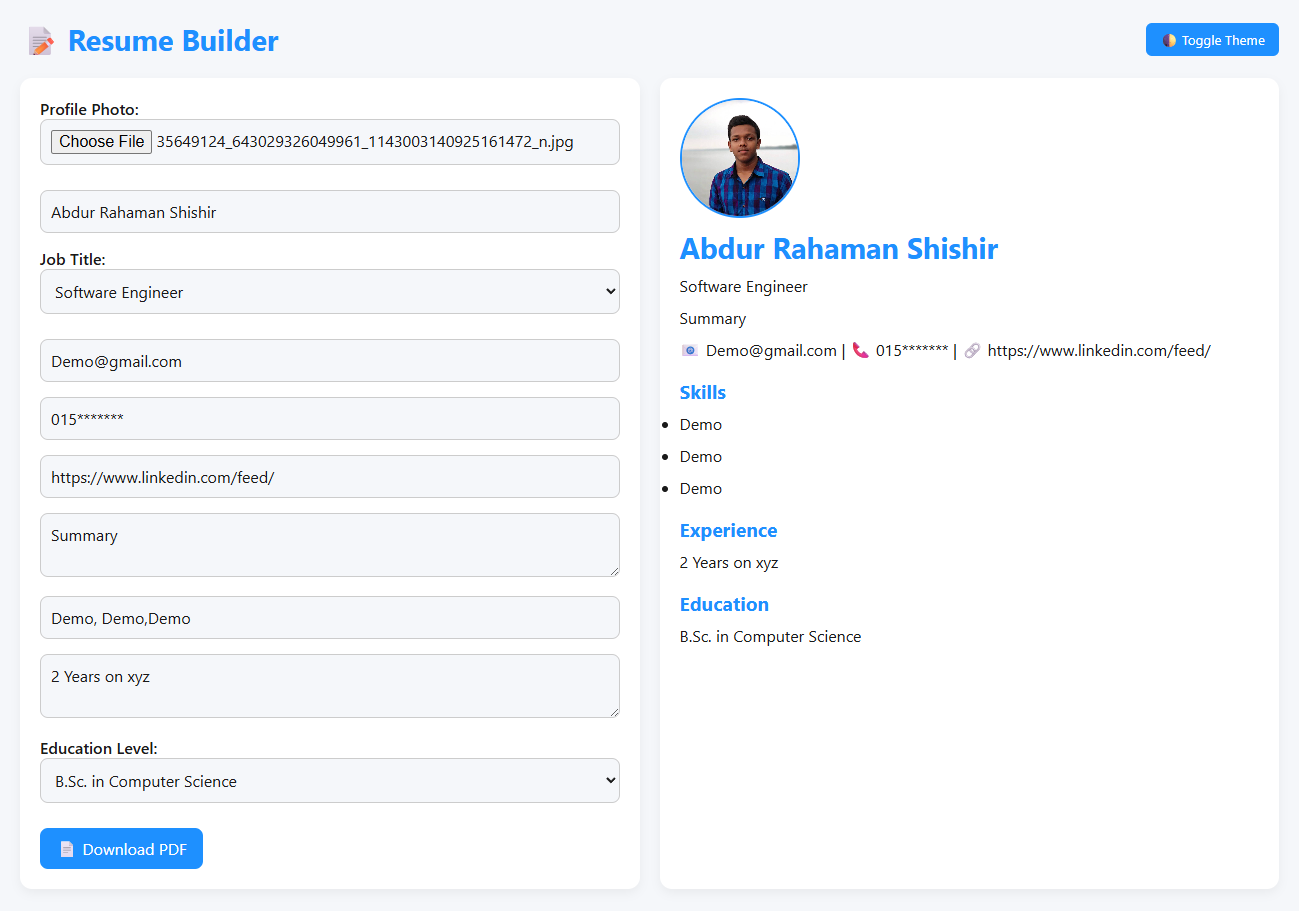 Resume Builder
Toggle Theme
Profile Photo:
Choose File 35649124_643029326049961_1143003140925161472_n.jpg
Abdur Rahaman Shishir
Job Title:
Software Engineer
Demo@gmail.com
015*******
https://www.linkedin.com/feed/
Summary
Demo, Demo,Demo
2 Years on xyz
Education Level:
B.Sc. in Computer Science
Download PDF
Abdur Rahaman Shishir
Software Engineer
Summary
Demo@gmail.com | 015******* | https://www.linkedin.com/feed/
Skills
Demo
Demo
Demo
Experience
2 Years on xyz
Education
B.Sc. in Computer Science